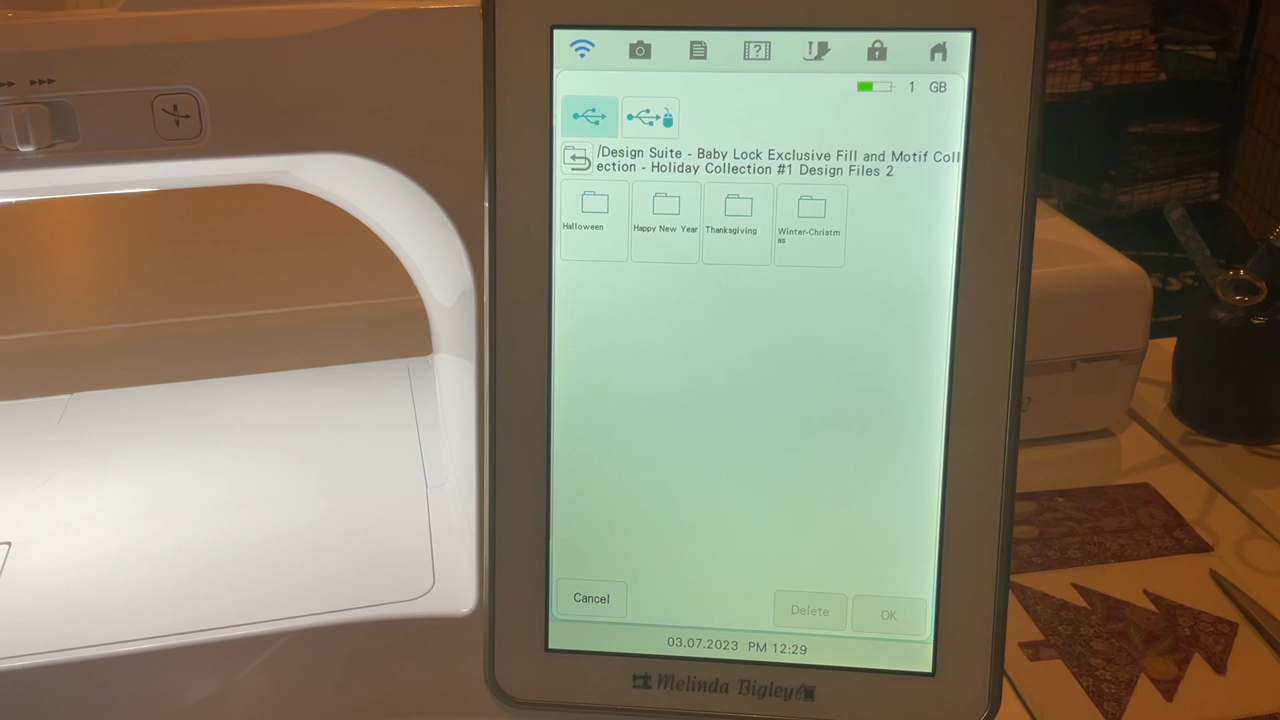 1 GB
/Design Suite - Baby Lock Exclusive Fill and Motif Coll
ection - Holiday Collection #1 Design Files 2
Halloween
Happy New Year
Thanksgiving
Winter-Christm
as
Cancel
Delete
OK
03.07.2023 PM 12:29
Melinda Bigley